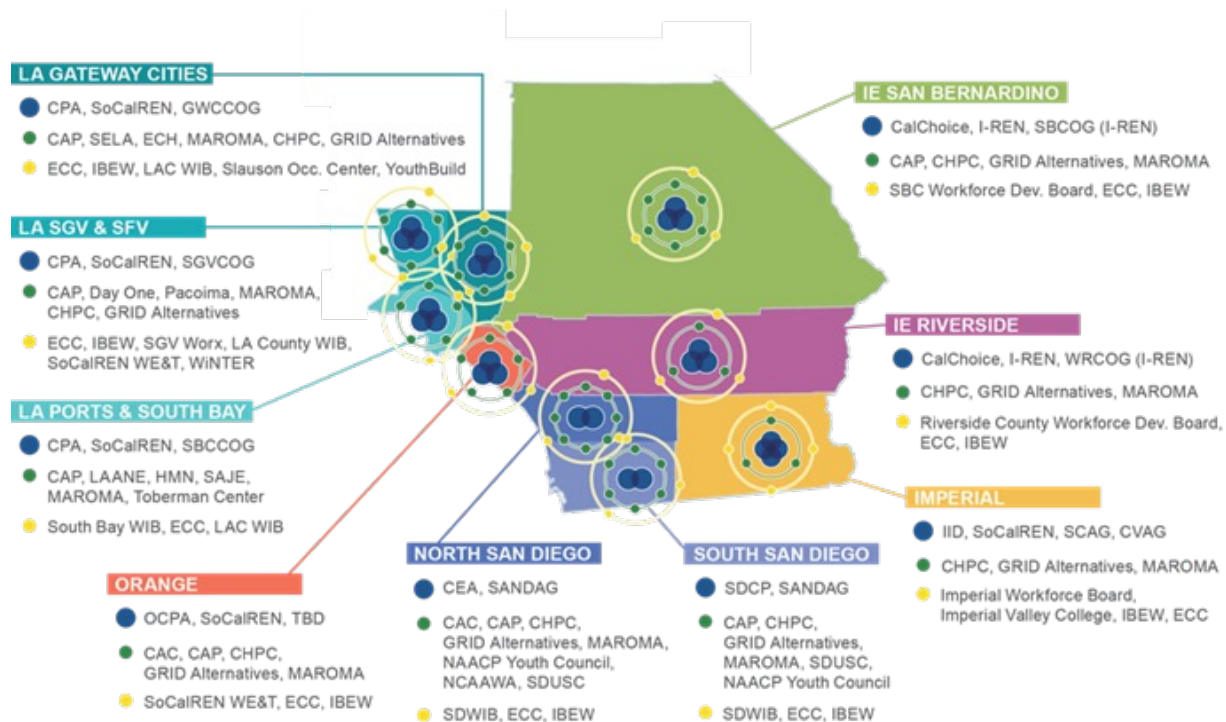 LA GATEWAY CITIES
CPA, SoCalREN, GWCCOG
CAP, SELA, ECH, MAROMA, CHPC, GRID Alternatives
ECC, IBEW, LAC WIB, Slauson Occ. Center, YouthBuild
LA SGV & SFV
CPA, SoCalREN, SGVCOG
CAP, Day One, Pacoima, MAROMA,
CHPC, GRID Alternatives
ECC, IBEW, SGV Worx, LA County WIB,
SoCalREN WE&T, WiNTER
LA PORTS & SOUTH BAY
CPA, SoCalREN, SBCCOG
CAP, LAANE, HMN, SAJE,
MAROMA, Toberman Center
South Bay WIB, ECC, LAC WIB
ORANGE
OCPA, SoCalREN, TBD
CAC, CAP, CHPC,
GRID Alternatives, MAROMA
SoCalREN WE&T, ECC, IBEW
NORTH SAN DIEGO
CEA, SANDAG
CAC, CAP, CHPC,
GRID Alternatives, MAROMA,
NAACP Youth Council,
NCAAWA, SDUSC
SDWIB, ECC, IBEW
SOUTH SAN DIEGO
SDCP, SANDAG
CAP, CHPC,
GRID Alternatives,
MAROMA, SDUSC,
NAACP Youth Council
SDWIB, ECC, IBEW
IE SAN BERNARDINO
CalChoice, I-REN, SBCOG (I-REN)
CAP, CHPC, GRID Alternatives, MAROMA
SBC Workforce Dev. Board, ECC, IBEW
IE RIVERSIDE
CalChoice, I-REN, WRCOG (I-REN)
CHPC, GRID Alternatives, MAROMA
Riverside County Workforce Dev. Board,
ECC, IBEW
IMPERIAL
IID, SoCalREN, SCAG, CVAG
CHPC, GRID Alternatives, MAROMA
Imperial Workforce Board,
Imperial Valley College, IBEW, ECC